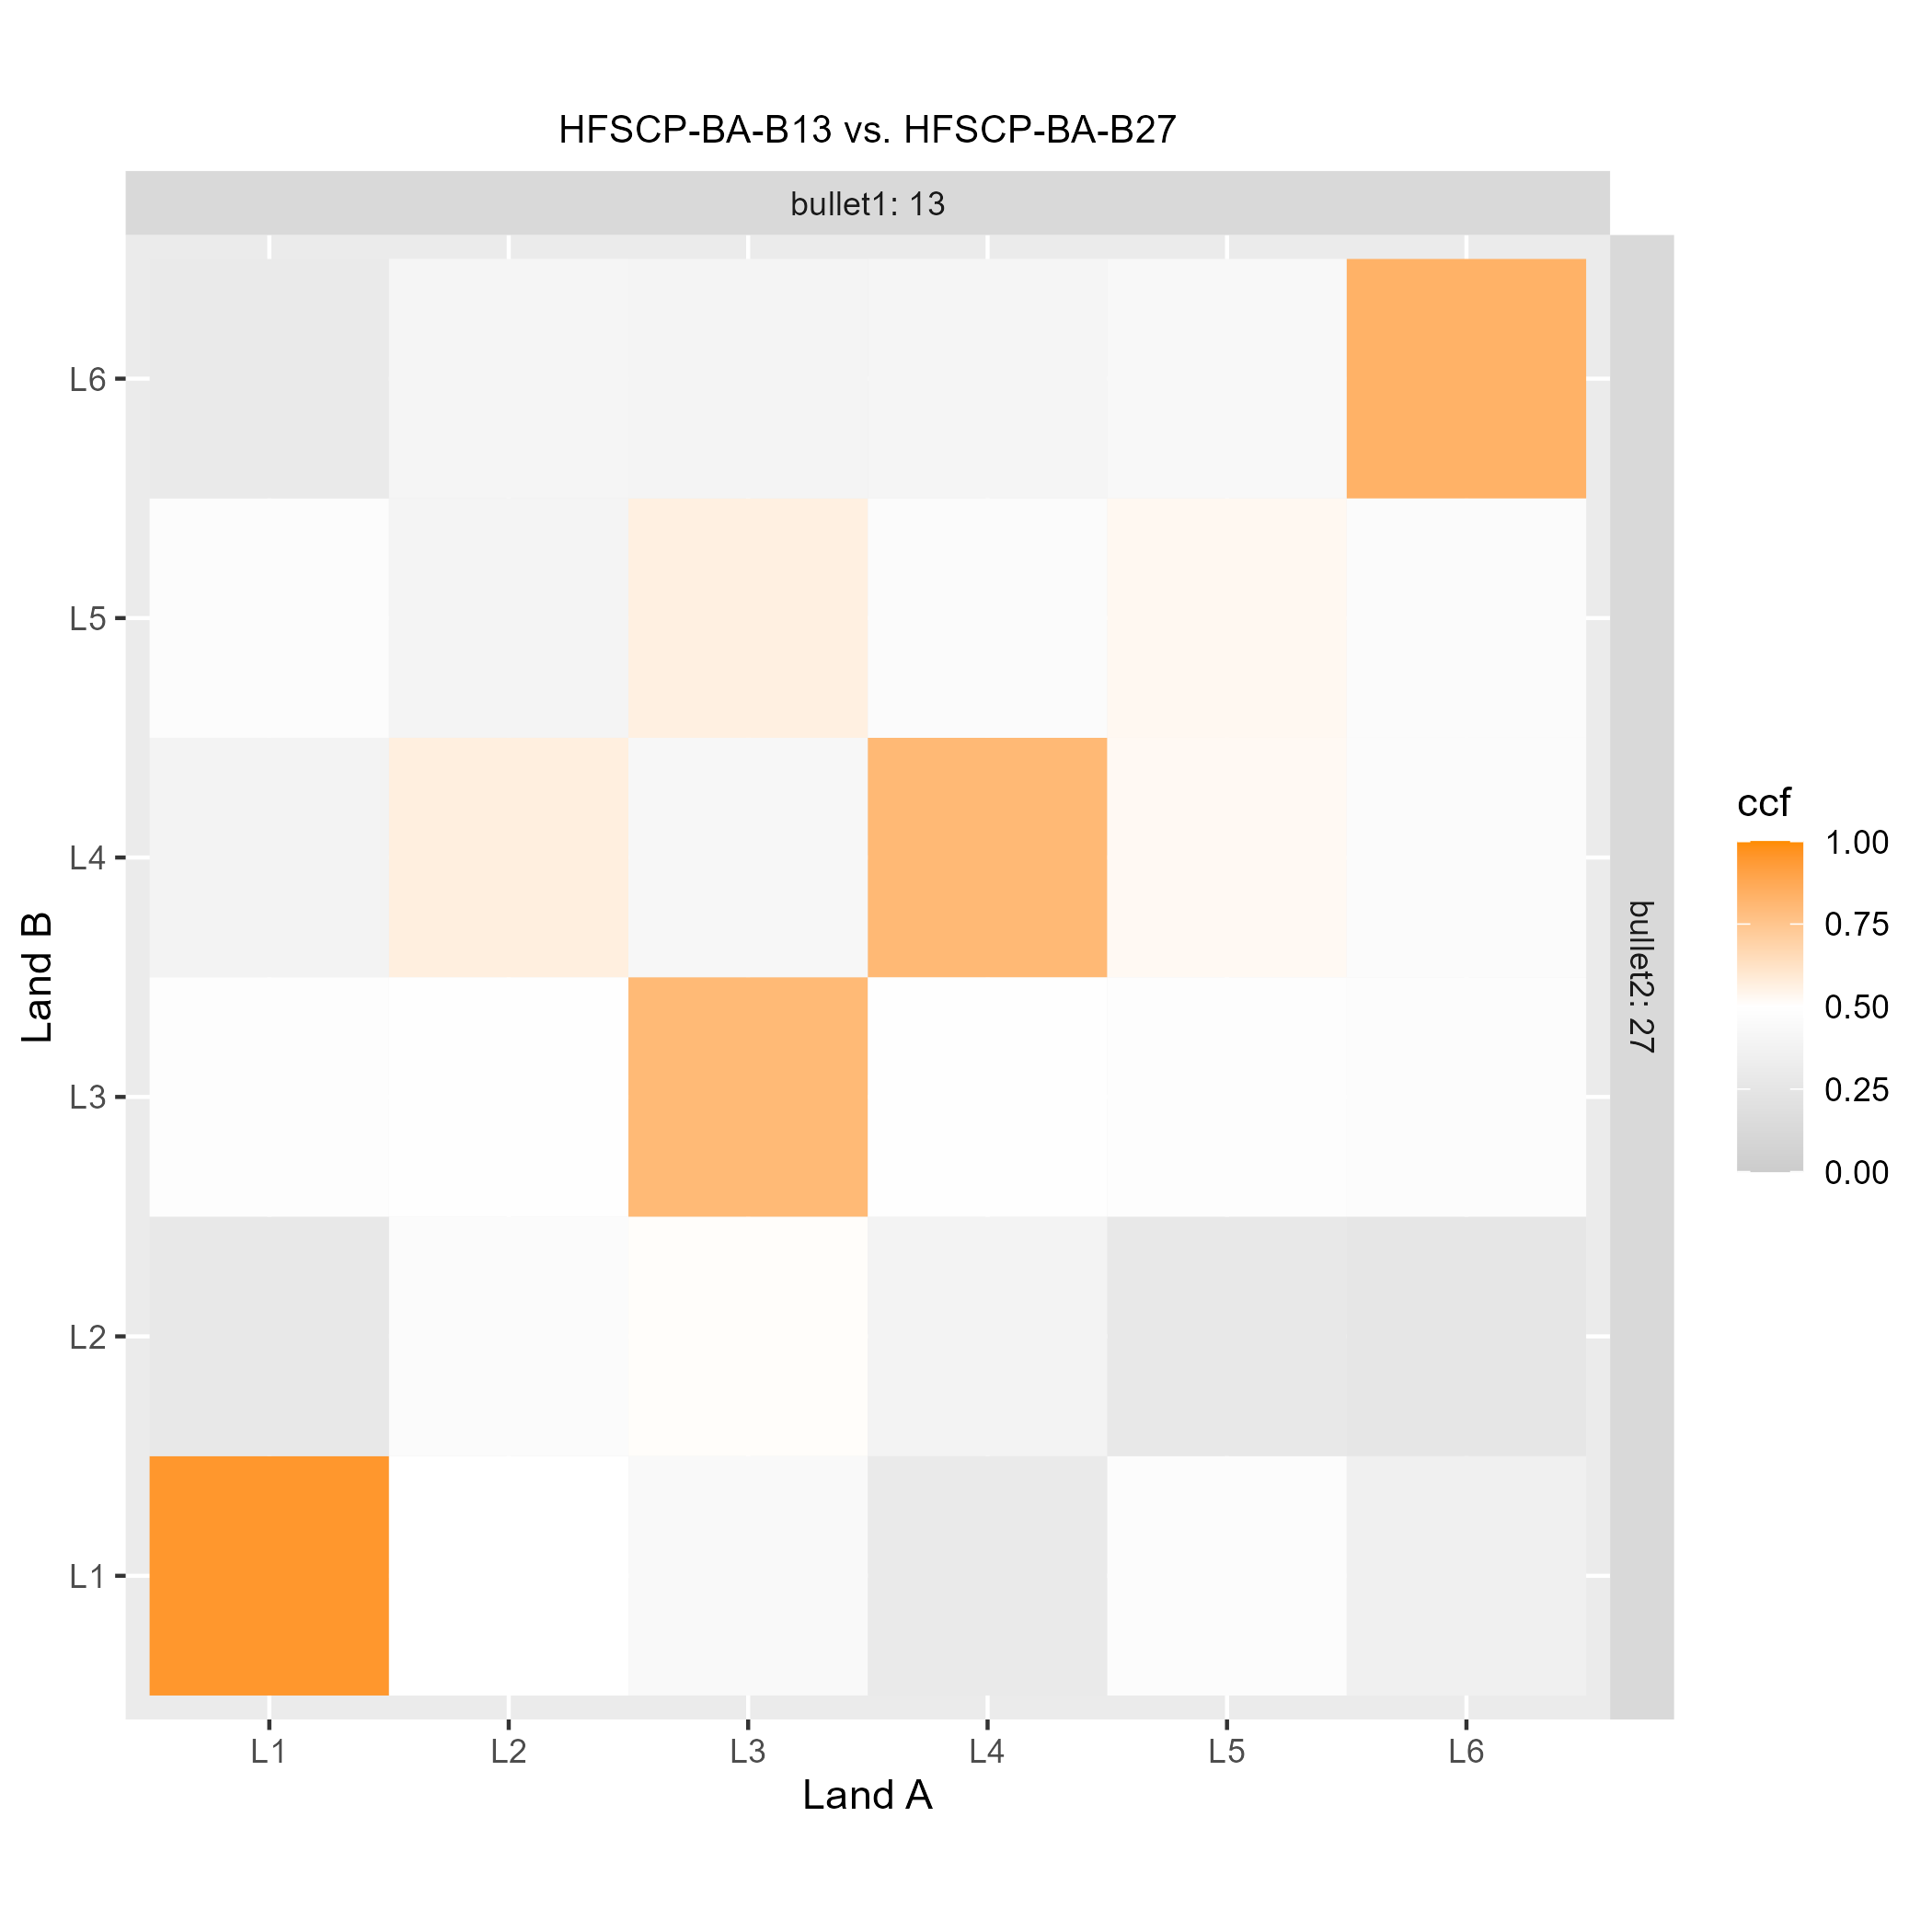 HFSCP-BA-B13 vs. HFSCP-BA-B27
bullet1: 13
L6
L5
L4
L3
L2
L1
Land B
bullet2: 27
L1 L2 L3 L4 L5 L6
Land A
ccf
1.00
0.75
0.50
0.25
0.00